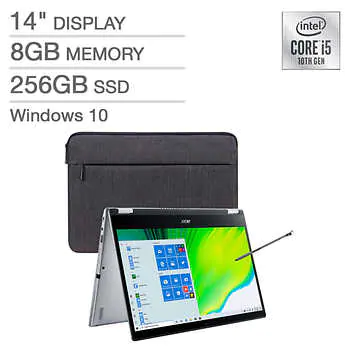 14" DISPLAY
8GB MEMORY
256GB SSD
Windows 10
intel
CORE i5
10TH GEN
acer